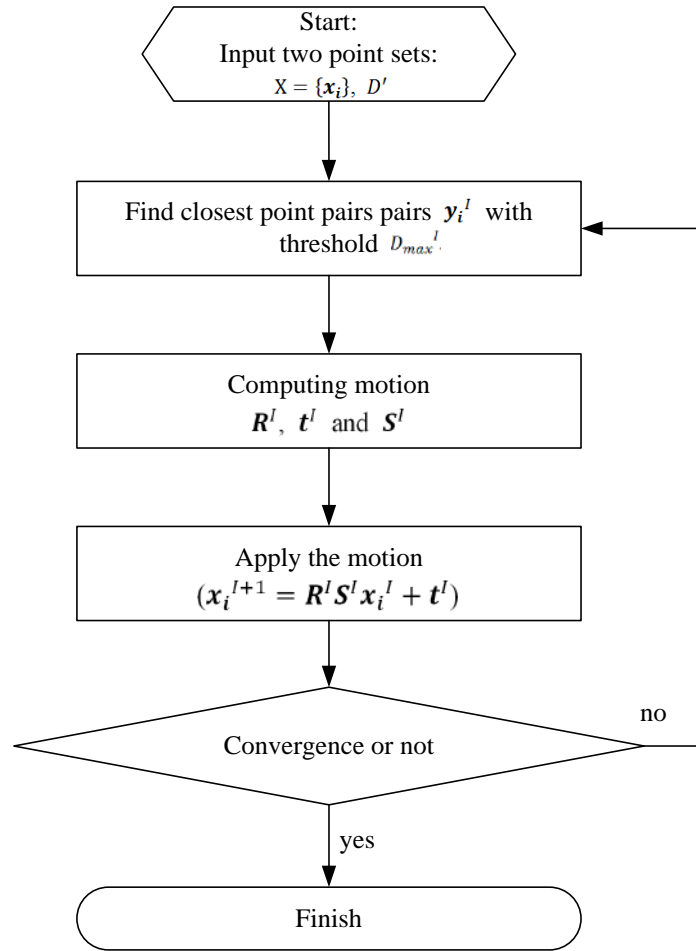 Start:
Input two point sets:
X = {xᵢ}, D′
Find closest point pairs pairs yᵢᴵ with
threshold Dₘₐₓᴵ.
Computing motion
Rᴵ, tᴵ and Sᴵ
Apply the motion
(xᵢᴵ⁺¹ = RᴵSᴵxᵢᴵ + tᴵ)
Convergence or not
no
yes
Finish